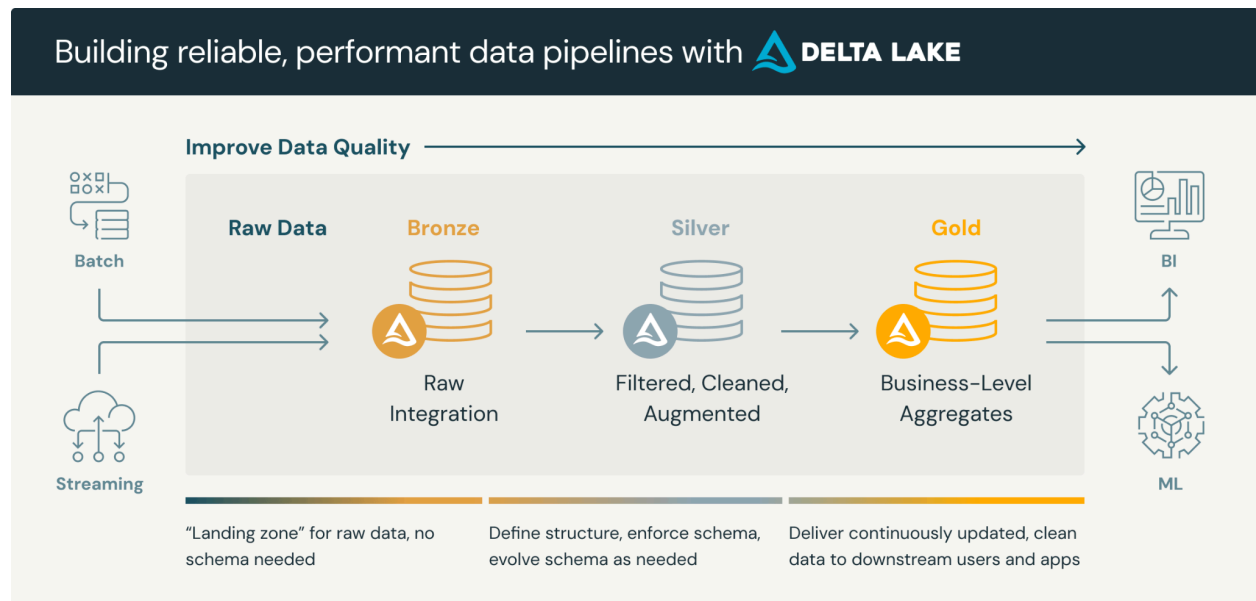 Building reliable, performant data pipelines with DELTA LAKE
Improve Data Quality
Batch
Streaming
Raw Data
Bronze
Silver
Gold
Raw
Integration
Filtered, Cleaned,
Augmented
Business-Level
Aggregates
BI
ML
“Landing zone” for raw data, no
schema needed
Define structure, enforce schema,
evolve schema as needed
Deliver continuously updated, clean
data to downstream users and apps